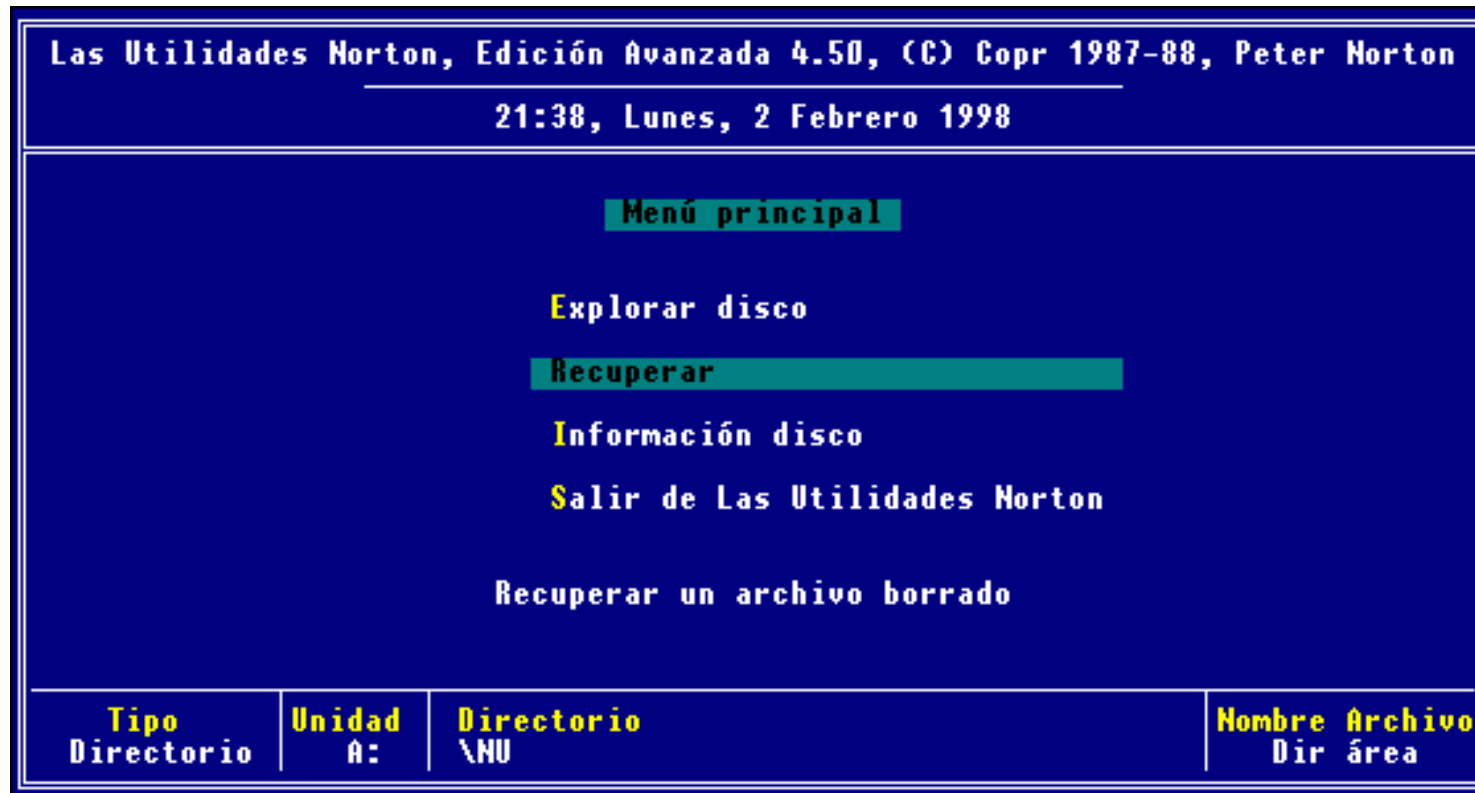 Las Utilidades Norton, Edición Avanzada 4.50, (C) Copr 1987-88, Peter Norton
21:38, Lunes, 2 Febrero 1998
Menú principal
Explorar disco
Recuperar
Información disco
Salir de Las Utilidades Norton
Recuperar un archivo borrado
Tipo Unidad Directorio Nombre Archivo
Directorio A: \NU Dir área